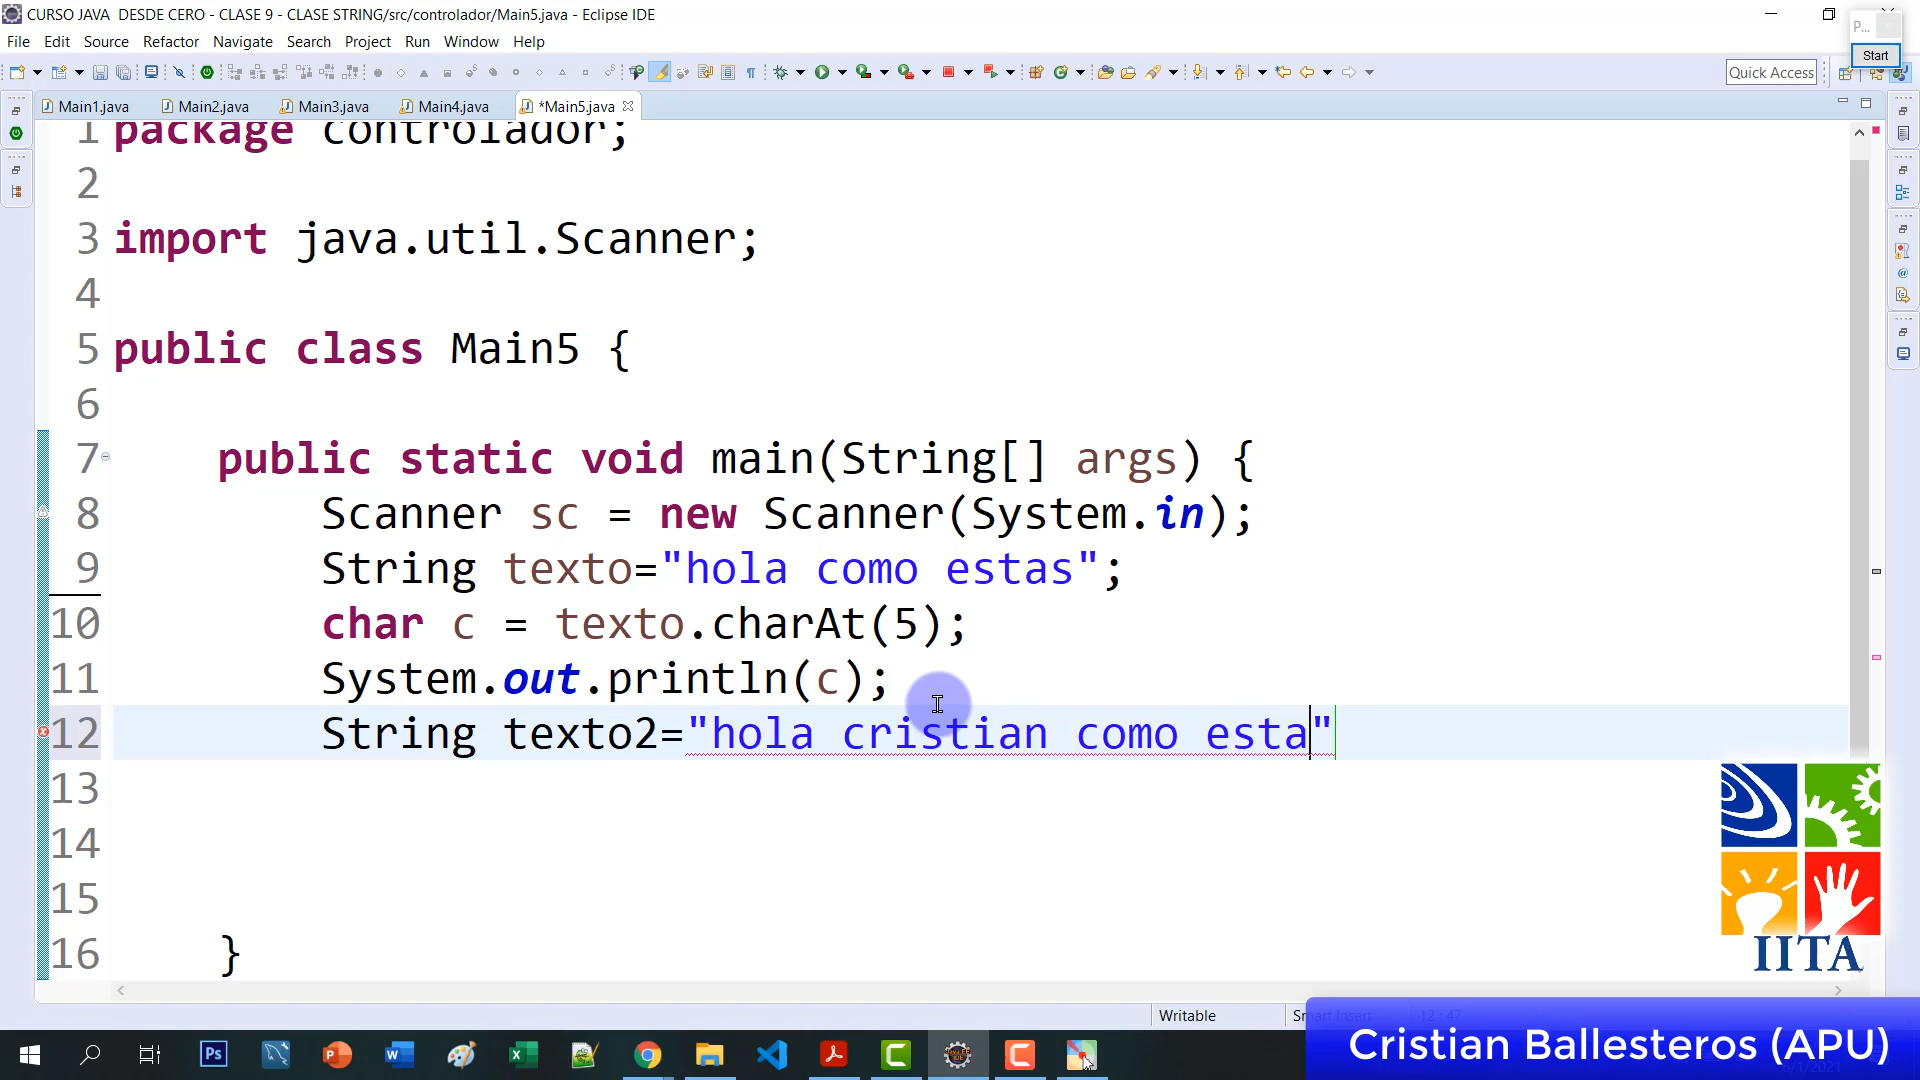 CURSO JAVA  DESDE CERO - CLASE 9 - CLASE STRING/src/controlador/Main5.java - Eclipse IDE
P...
File Edit Source Refactor Navigate Search Project Run Window Help
Start
Quick Access
Main1.java Main2.java Main3.java Main4.java *Main5.java
1 package controlador;
2
3 import java.util.Scanner;
4
5 public class Main5 {
6
7 public static void main(String[] args) {
8 Scanner sc = new Scanner(System.in);
9 String texto="hola como estas";
10 char c = texto.charAt(5);
11 System.out.println(c);
12 String texto2="hola cristian como esta"
13
14
15
16 }
IITA
Writable Smart Insert 12 : 47
Cristian Ballesteros (APU)
Ps